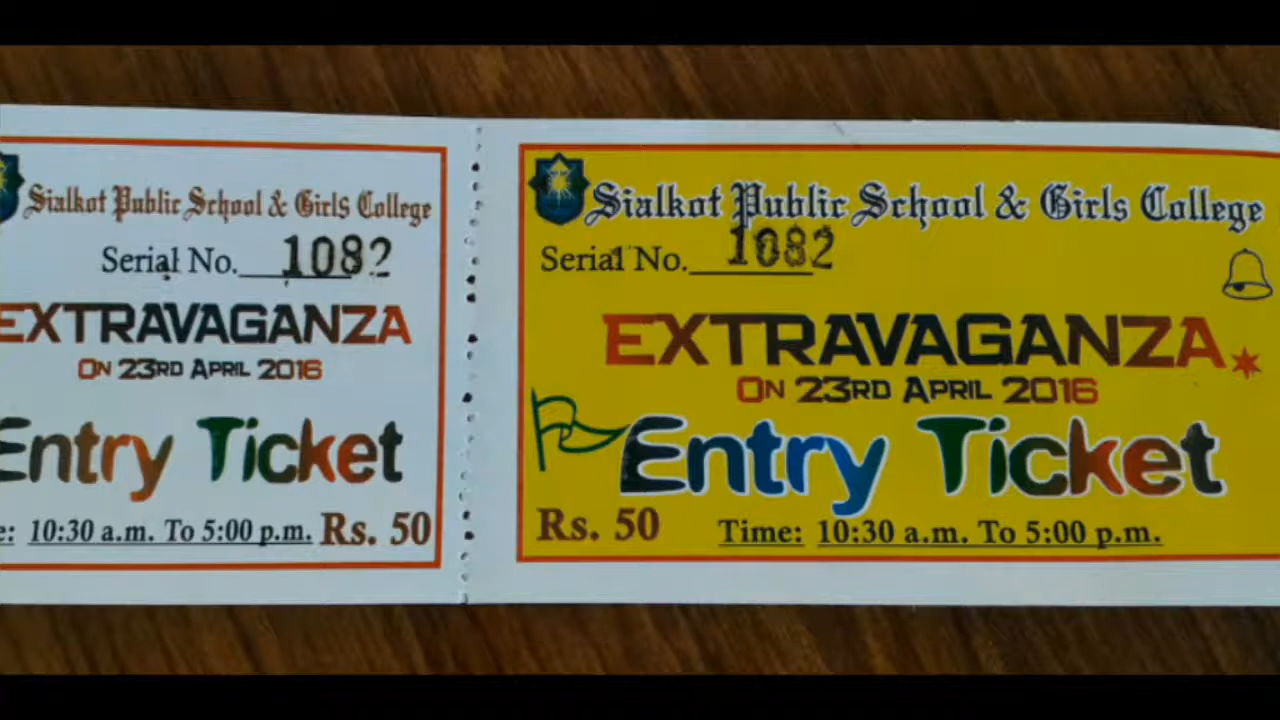 Sialkot Public School & Girls College
Serial No. 1082
EXTRAVAGANZA
ON 23RD APRIL 2016
Entry Ticket
e: 10:30 a.m. To 5:00 p.m. Rs. 50
Sialkot Public School & Girls College
Serial No. 1082
EXTRAVAGANZA
ON 23RD APRIL 2016
Entry Ticket
Rs. 50 Time: 10:30 a.m. To 5:00 p.m.